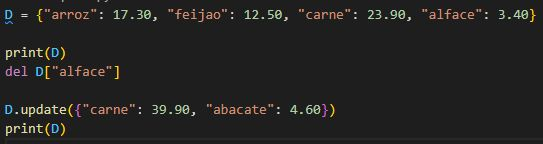 D = {"arroz": 17.30, "feijao": 12.50, "carne": 23.90, "alface": 3.40}
print(D)
del D["alface"]
D.update({"carne": 39.90, "abacate": 4.60})
print(D)